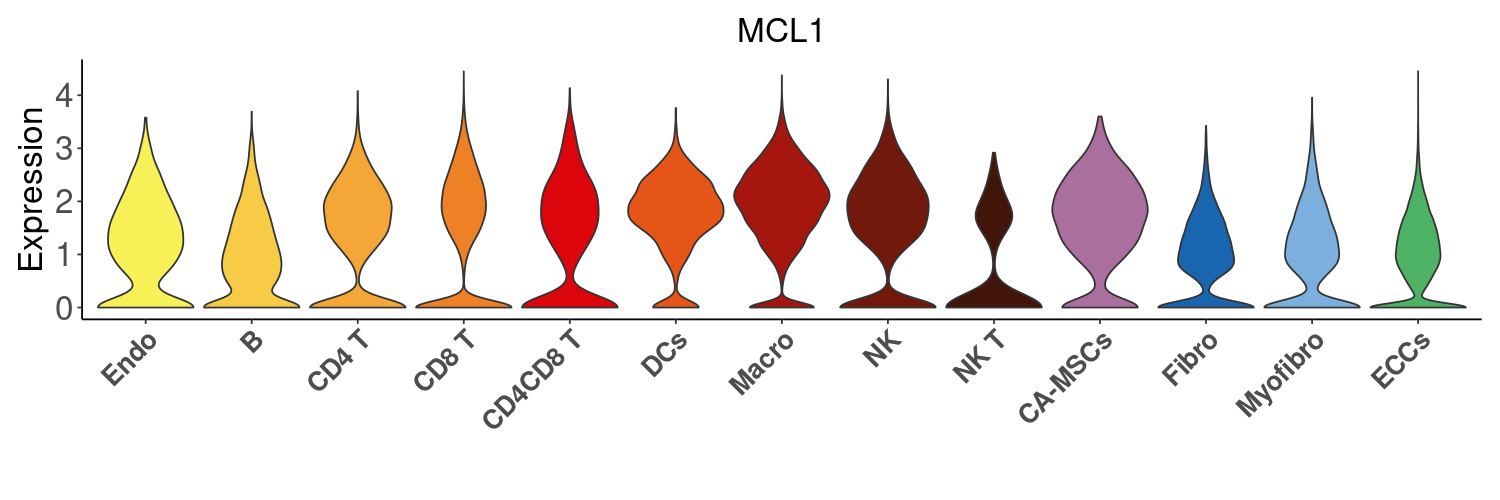 MCL1
Expression
4
3
2
1
0
Endo
B
CD4 T
CD8 T
CD4CD8 T
DCs
Macro
NK
NK T
CA-MSCs
Fibro
Myofibro
ECCs